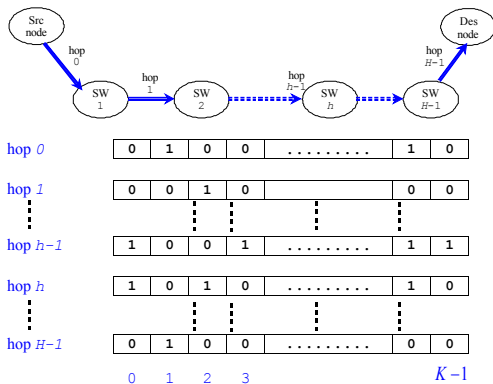 Src node
Des node
hop 0
hop 1
hop h-1
hop H-1
SW 1
SW 2
SW h
SW H-1
hop 0 0 1 0 0 ......... 1 0
hop 1 0 0 1 0 0 0
hop h-1 1 0 0 1 ......... 1 1
hop h 1 0 1 0 ......... 0 0
hop H-1 0 1 0 0 ......... 0 0
0 1 2 3 K-1